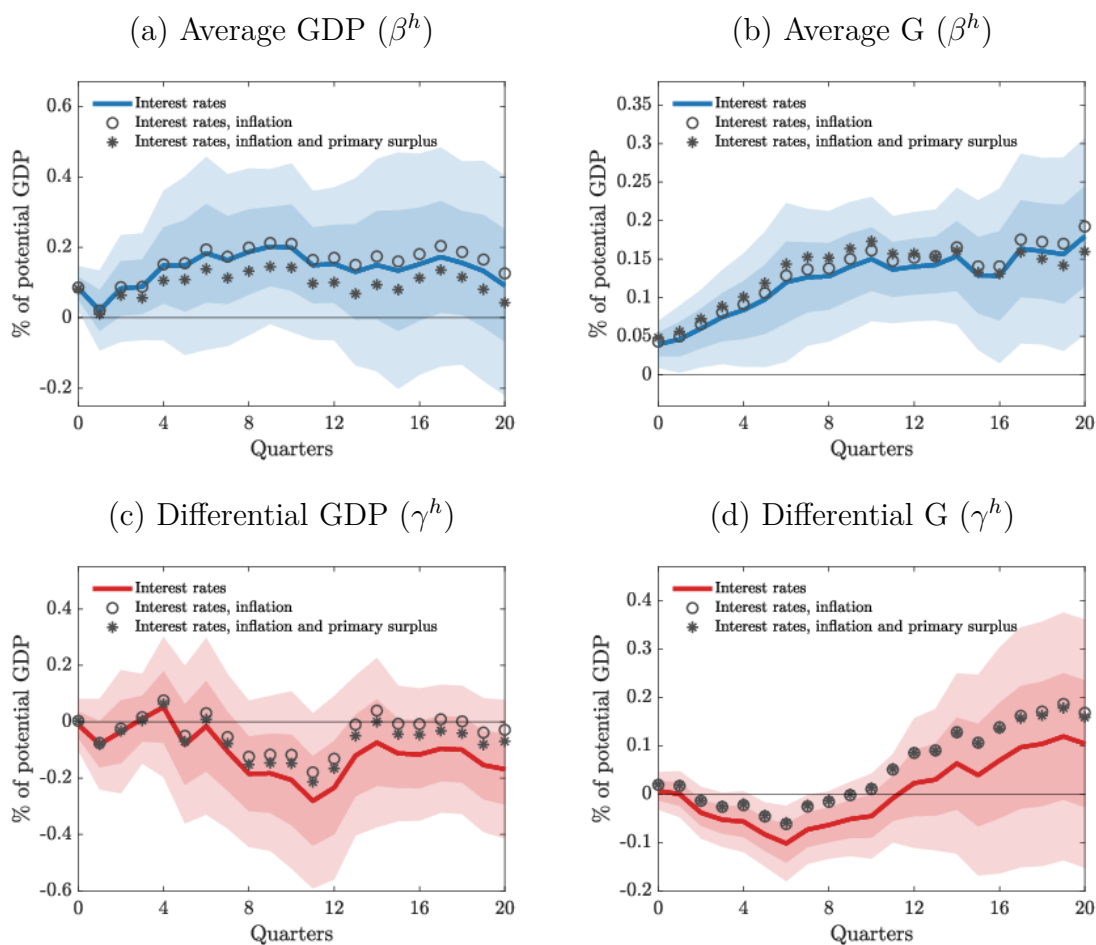 (a) Average GDP (β^h)
(b) Average G (β^h)
% of potential GDP
0.6
0.4
0.2
0
-0.2
Interest rates
Interest rates, inflation
Interest rates, inflation and primary surplus
0 4 8 12 16 20
Quarters
% of potential GDP
0.35
0.3
0.25
0.2
0.15
0.1
0.05
0
Interest rates
Interest rates, inflation
Interest rates, inflation and primary surplus
0 4 8 12 16 20
Quarters
(c) Differential GDP (γ^h)
(d) Differential G (γ^h)
% of potential GDP
0.4
0.2
0
-0.2
-0.4
-0.6
Interest rates
Interest rates, inflation
Interest rates, inflation and primary surplus
0 4 8 12 16 20
Quarters
% of potential GDP
0.4
0.3
0.2
0.1
0
-0.1
-0.2
Interest rates
Interest rates, inflation
Interest rates, inflation and primary surplus
0 4 8 12 16 20
Quarters